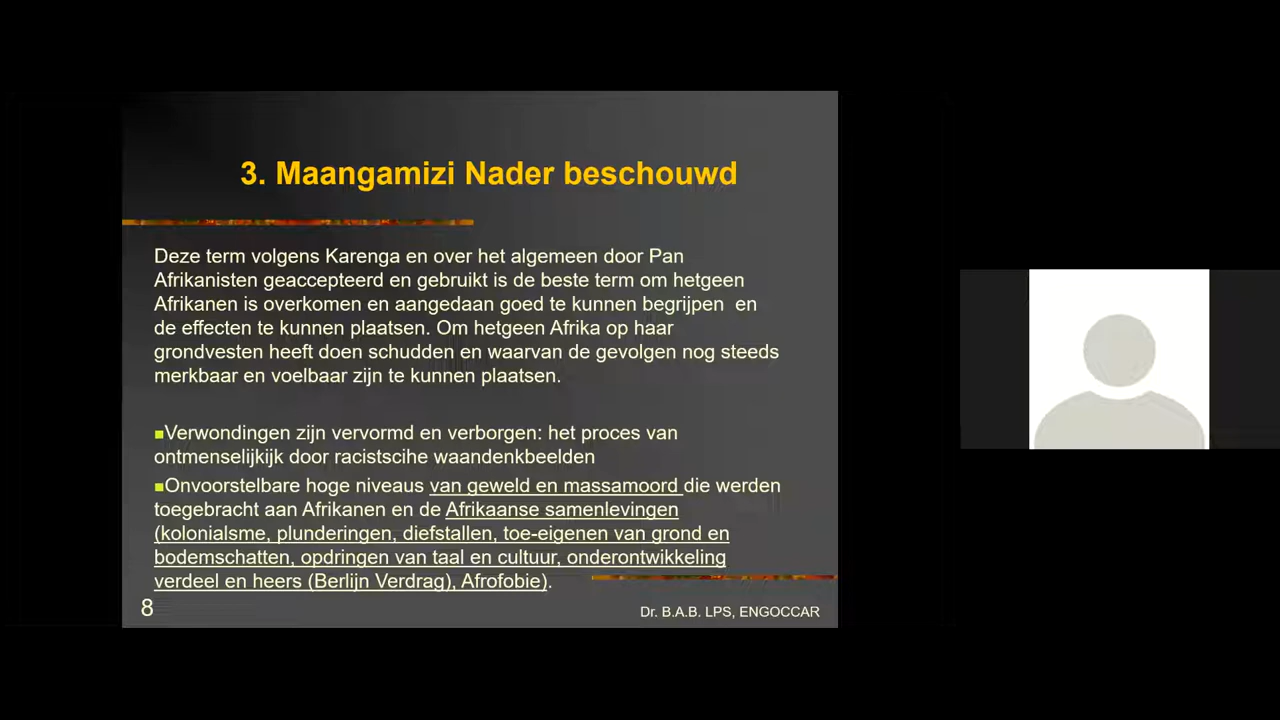 3. Maangamizi Nader beschouwd
Deze term volgens Karenga en over het algemeen door Pan
Afrikanisten geaccepteerd en gebruikt is de beste term om hetgeen
Afrikanen is overkomen en aangedaan goed te kunnen begrijpen en
de effecten te kunnen plaatsen. Om hetgeen Afrika op haar
grondvesten heeft doen schudden en waarvan de gevolgen nog steeds
merkbaar en voelbaar zijn te kunnen plaatsen.
■Verwondingen zijn vervormd en verborgen: het proces van
ontmenselijkijk door racistscihe waandenkbeelden
■Onvoorstelbare hoge niveaus van geweld en massamoord die werden
toegebracht aan Afrikanen en de Afrikaanse samenlevingen
(kolonialsme, plunderingen, diefstallen, toe-eigenen van grond en
bodemschatten, opdringen van taal en cultuur, onderontwikkeling
verdeel en heers (Berlijn Verdrag), Afrofobie).
8
Dr. B.A.B. LPS, ENGOCCAR